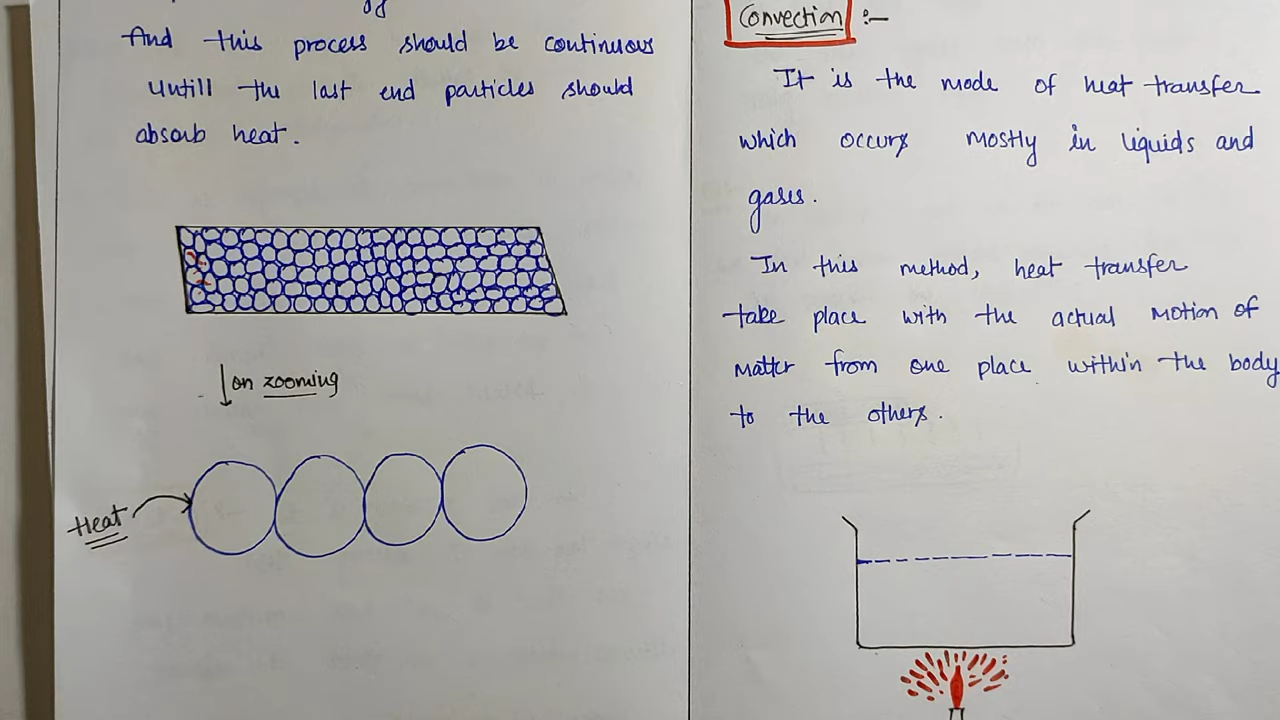 And this process should be continuous
Untill the last end particles should
absorb heat.
on zooming
Heat
Convection :-
It is the mode of heat transfer
which occurs mostly in liquids and
gases.
In this method, heat transfer
take place with the actual motion of
matter from one place within the body
to the others.